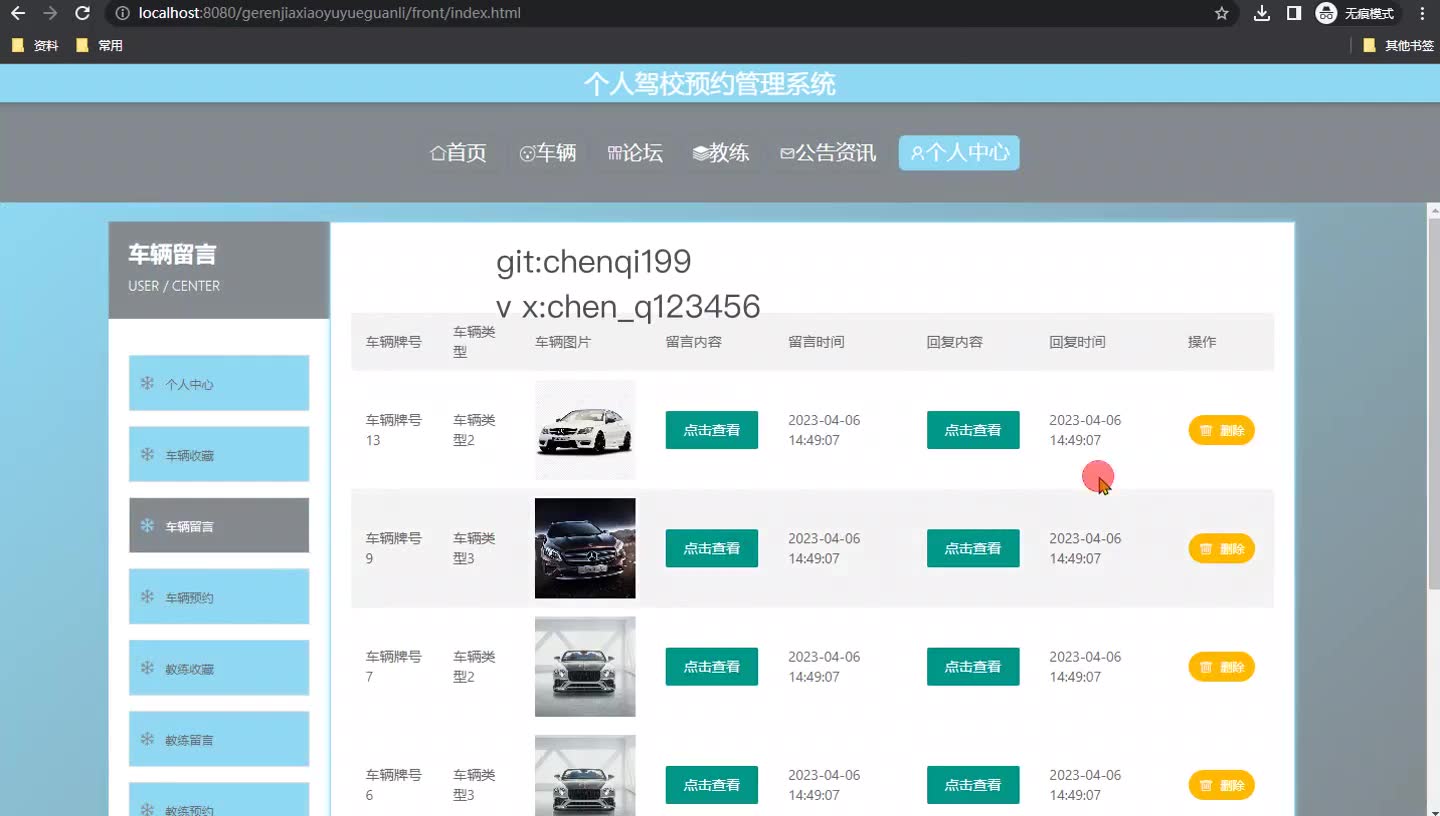 localhost:8080/gerenjiaxiaoyuyueguanli/front/index.html
无痕模式
资料
常用
其他书签
个人驾校预约管理系统
首页
车辆
论坛
教练
公告资讯
个人中心
车辆留言
USER / CENTER
个人中心
车辆收藏
车辆留言
车辆预约
教练收藏
教练留言
教练预约
git:chenqi199
v x:chen_q123456
车辆牌号
车辆类
型
车辆图片
留言内容
留言时间
回复内容
回复时间
操作
车辆牌号
13
车辆类
型2
点击查看
2023-04-06
14:49:07
点击查看
2023-04-06
14:49:07
删除
车辆牌号
9
车辆类
型3
点击查看
2023-04-06
14:49:07
点击查看
2023-04-06
14:49:07
删除
车辆牌号
7
车辆类
型2
点击查看
2023-04-06
14:49:07
点击查看
2023-04-06
14:49:07
删除
车辆牌号
6
车辆类
型3
点击查看
2023-04-06
14:49:07
点击查看
2023-04-06
14:49:07
删除